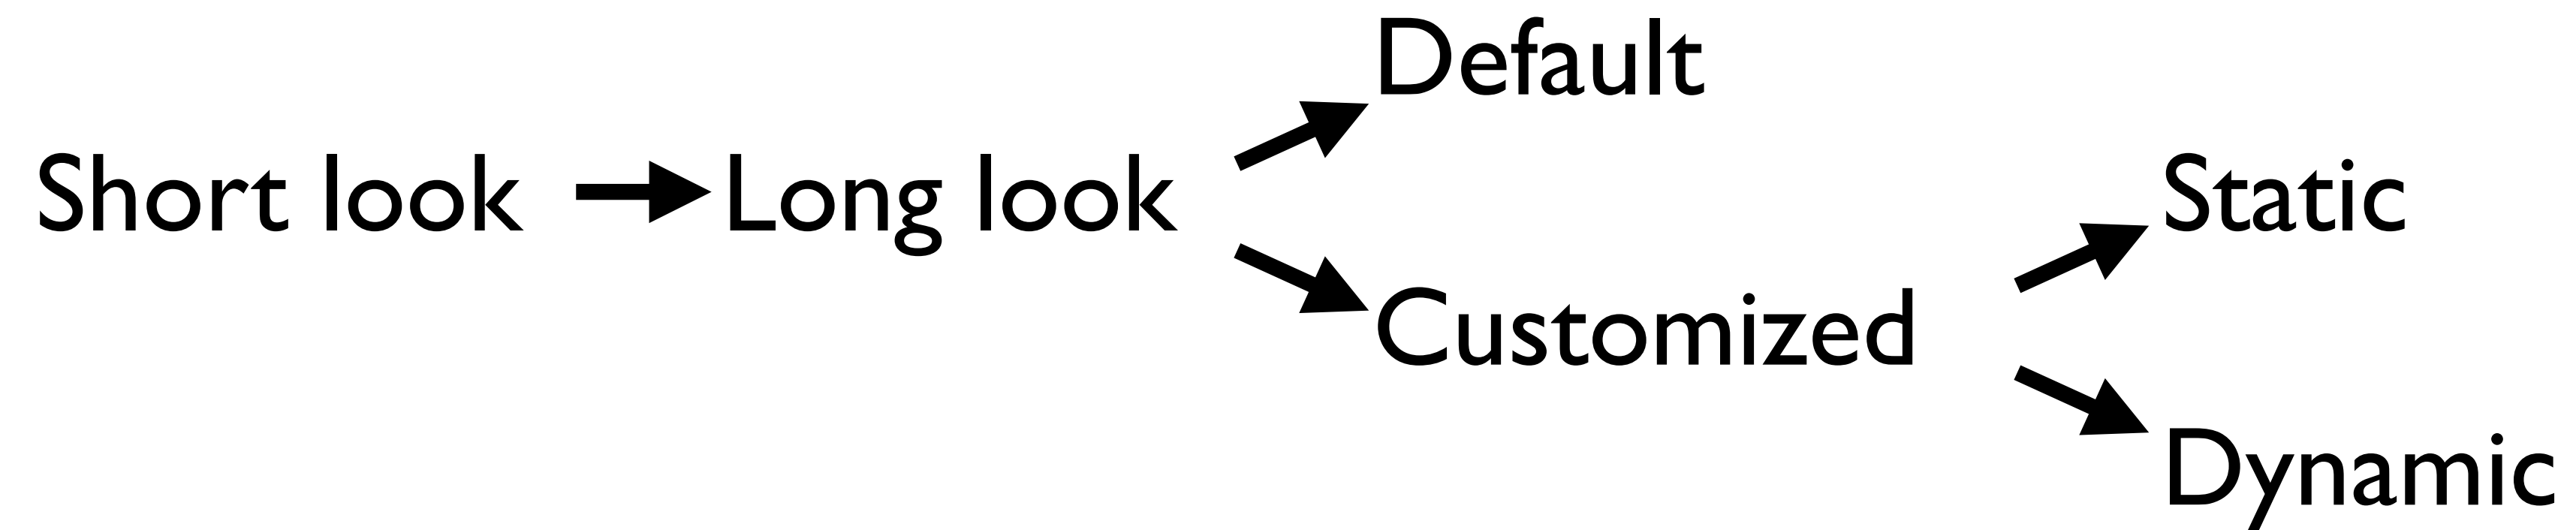 Default
Short look
Long look
Static
Customized
Dynamic